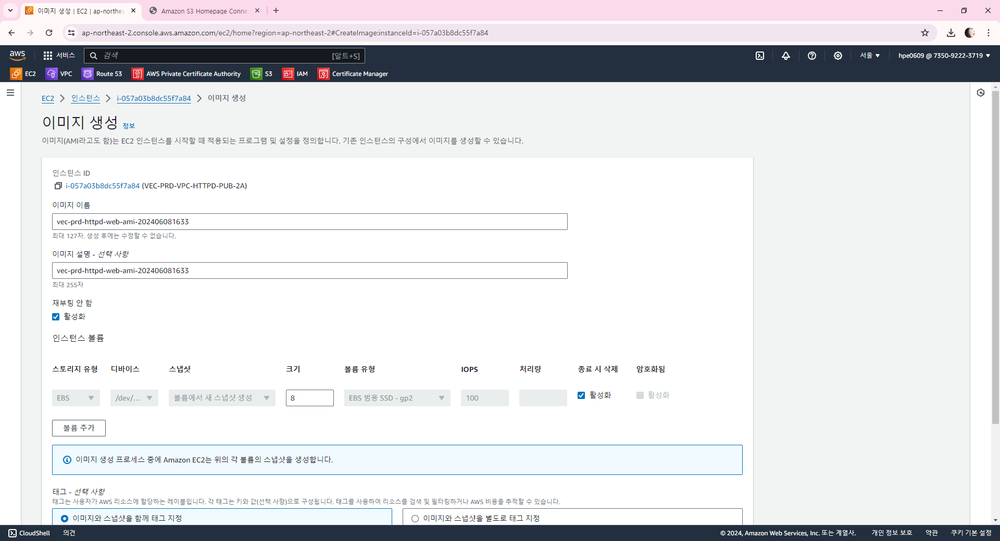 이미지 생성 | EC2 | ap-northea
Amazon S3 Homepage Conne
ap-northeast-2.console.aws.amazon.com/ec2/home?region=ap-northeast-2#CreateImage:instanceId=i-057a03b8dc55f7a84
aws 서비스 검색 [알트+S] 서울 hpe0609 @ 7350-9222-3719
EC2 VPC Route 53 AWS Private Certificate Authority S3 IAM Certificate Manager
EC2 인스턴스 i-057a03b8dc55f7a84 이미지 생성
이미지 생성 정보
이미지(AMI라고도 함)는 EC2 인스턴스를 시작할 때 적용되는 프로그램 및 설정을 정의합니다. 기존 인스턴스의 구성에서 이미지를 생성할 수 있습니다.
인스턴스 ID
i-057a03b8dc55f7a84 (VEC-PRD-VPC-HTTPD-PUB-2A)
이미지 이름
vec-prd-httpd-web-ami-202406081633
최대 127자. 생성 후에는 수정할 수 없습니다.
이미지 설명 - 선택 사항
vec-prd-httpd-web-ami-202406081633
최대 255자
재부팅 안 함
활성화
인스턴스 볼륨
스토리지 유형 디바이스 스냅샷 크기 볼륨 유형 IOPS 처리량 종료 시 삭제 암호화됨
EBS /dev/... 볼륨에서 새 스냅샷 생성 8 EBS 범용 SSD - gp2 100 활성화 활성화
볼륨 추가
이미지 생성 프로세스 중에 Amazon EC2는 위의 각 볼륨의 스냅샷을 생성합니다.
태그 - 선택 사항
태그는 사용자가 AWS 리소스에 할당하는 레이블입니다. 각 태그는 키와 값(선택 사항)으로 구성됩니다. 태그를 사용하여 리소스를 검색 및 필터링하거나 AWS 비용을 추적할 수 있습니다.
이미지와 스냅샷을 함께 태그 지정 이미지와 스냅샷을 별도로 태그 지정
CloudShell 의견 © 2024, Amazon Web Services, Inc. 또는 계열사. 개인 정보 보호 약관 쿠키 기본 설정